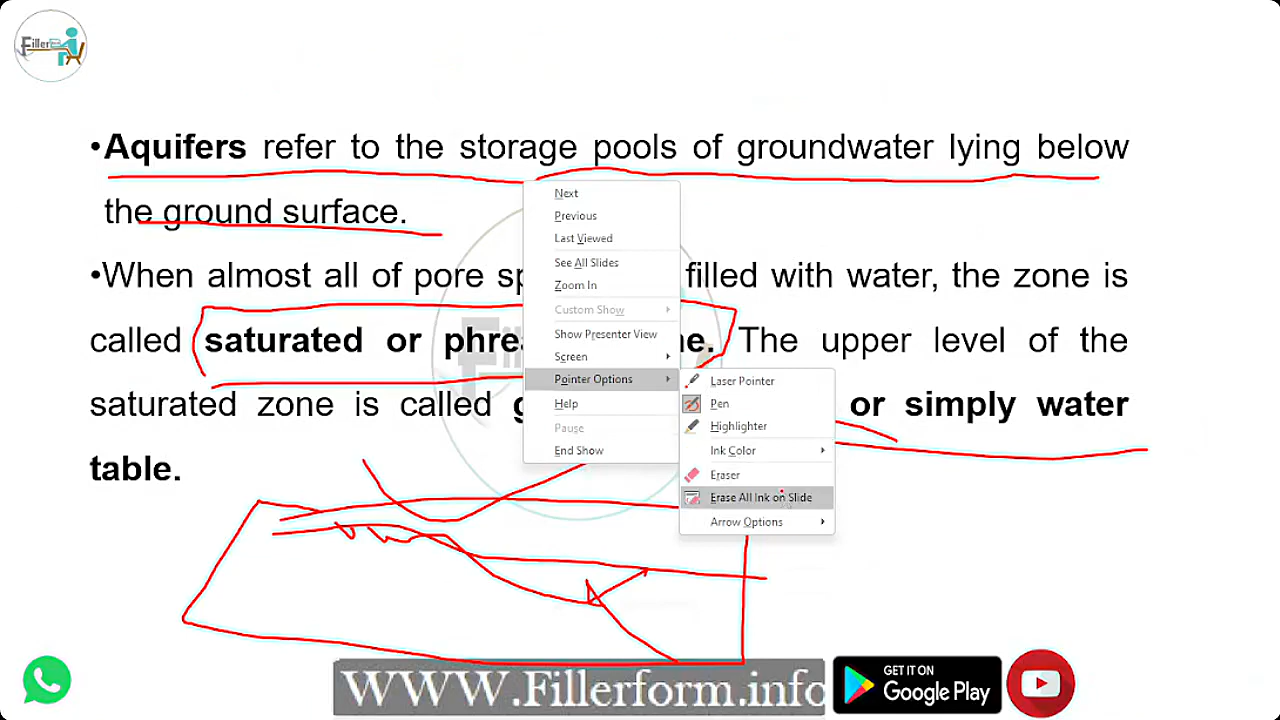 Filler
•Aquifers refer to the storage pools of groundwater lying below
the ground surface.
•When almost all of pore filled with water, the zone is
called saturated or The upper level of the
saturated zone is called or simply water
table.
Next
Previous
Last Viewed
See All Slides
Zoom In
Custom Show
Show Presenter View
Screen
Pointer Options
Help
Pause
End Show
Laser Pointer
Pen
Highlighter
Ink Color
Eraser
Erase All Ink on Slide
Arrow Options
WWW.Fillerform.info
GET IT ON
Google Play